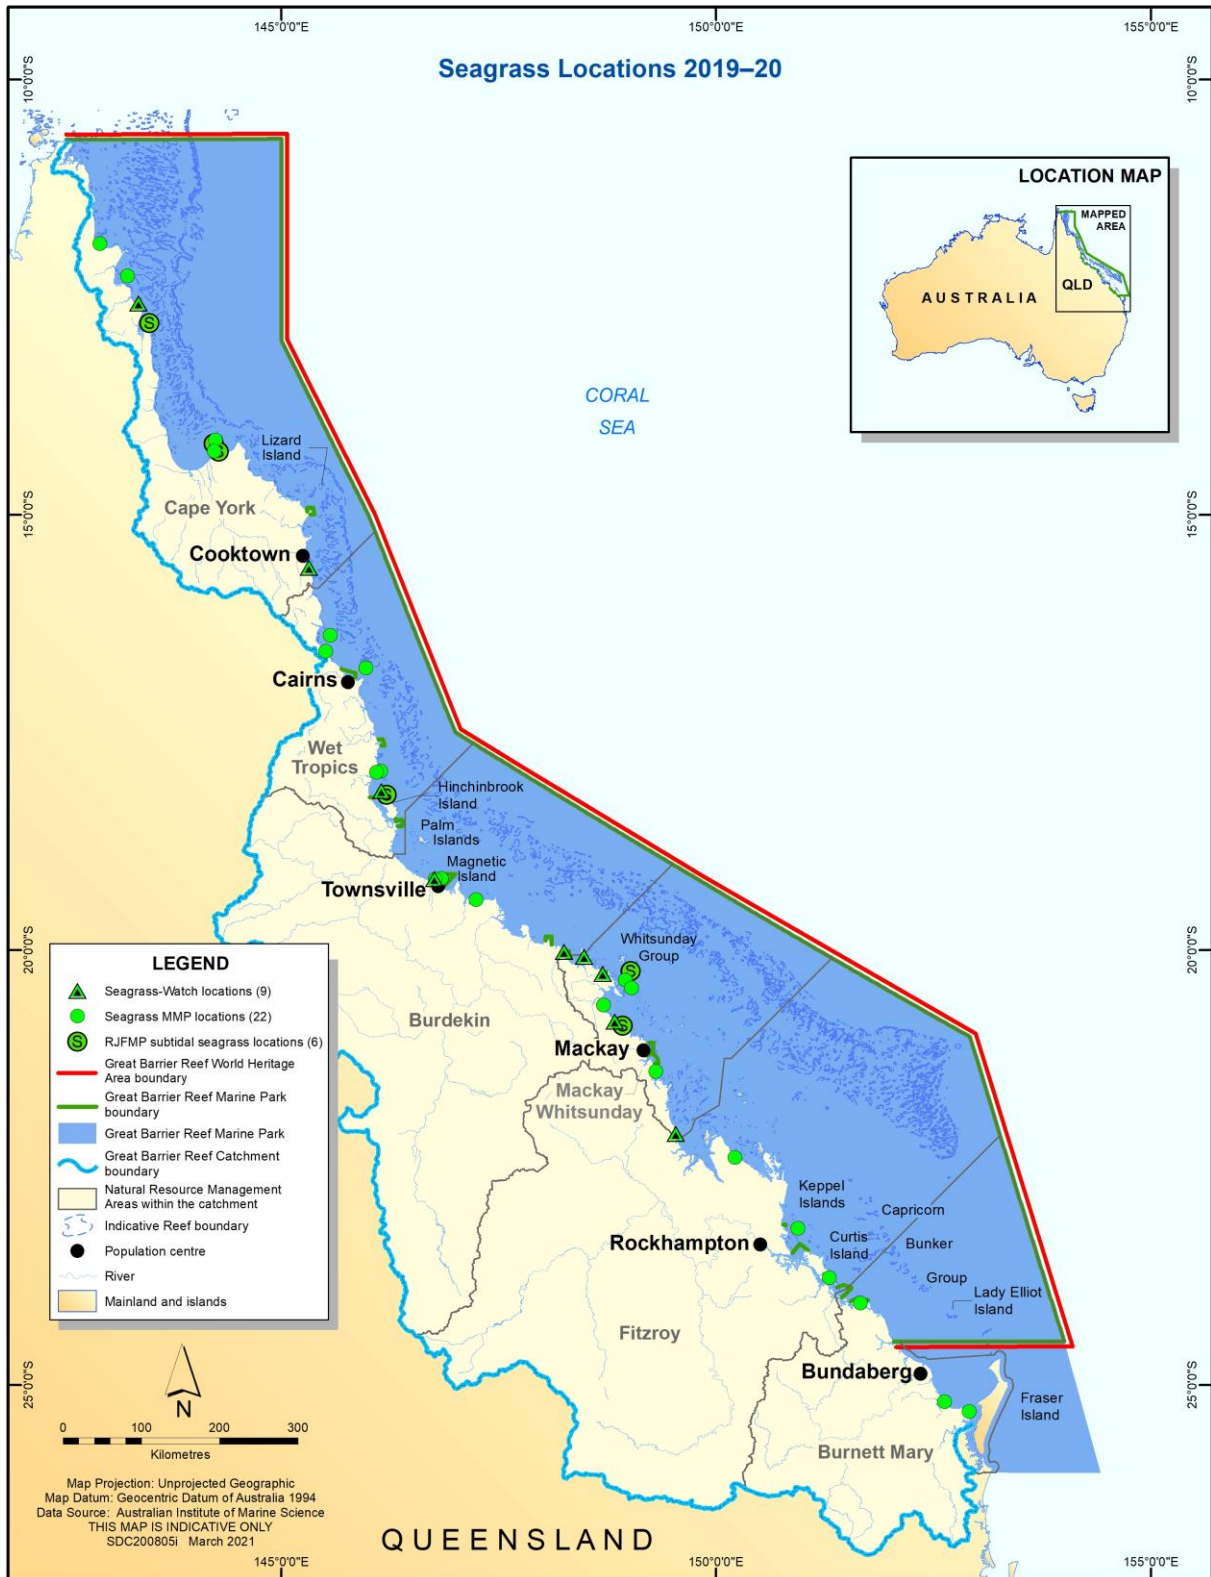 145°0'0"E
150°0'0"E
155°0'0"E
10°0'0"S
10°0'0"S
Seagrass Locations 2019–20
LOCATION MAP
MAPPED
AREA
QLD
AUSTRALIA
CORAL
SEA
Lizard
Island
Cape York
15°0'0"S
15°0'0"S
Cooktown
Cairns
Wet
Tropics
Hinchinbrook
Island
Palm
Islands
Magnetic
Island
Townsville
20°0'0"S
20°0'0"S
Whitsunday
Group
Burdekin
Mackay
Mackay
Whitsunday
Keppel
Islands
Capricorn
Rockhampton
Curtis
Island
Bunker
Group
Lady Elliot
Island
Fitzroy
Bundaberg
25°0'0"S
25°0'0"S
Fraser
Island
Burnett Mary
LEGEND
Seagrass-Watch locations (9)
Seagrass MMP locations (22)
S
RJFMP subtidal seagrass locations (6)
Great Barrier Reef World Heritage
Area boundary
Great Barrier Reef Marine Park
boundary
Great Barrier Reef Marine Park
Great Barrier Reef Catchment
boundary
Natural Resource Management
Areas within the catchment
Indicative Reef boundary
Population centre
River
Mainland and islands
N
0 100 200 300
Kilometres
Map Projection: Unprojected Geographic
Map Datum: Geocentric Datum of Australia 1994
Data Source: Australian Institute of Marine Science
THIS MAP IS INDICATIVE ONLY
SDC200805i March 2021
QUEENSLAND
145°0'0"E
150°0'0"E
155°0'0"E